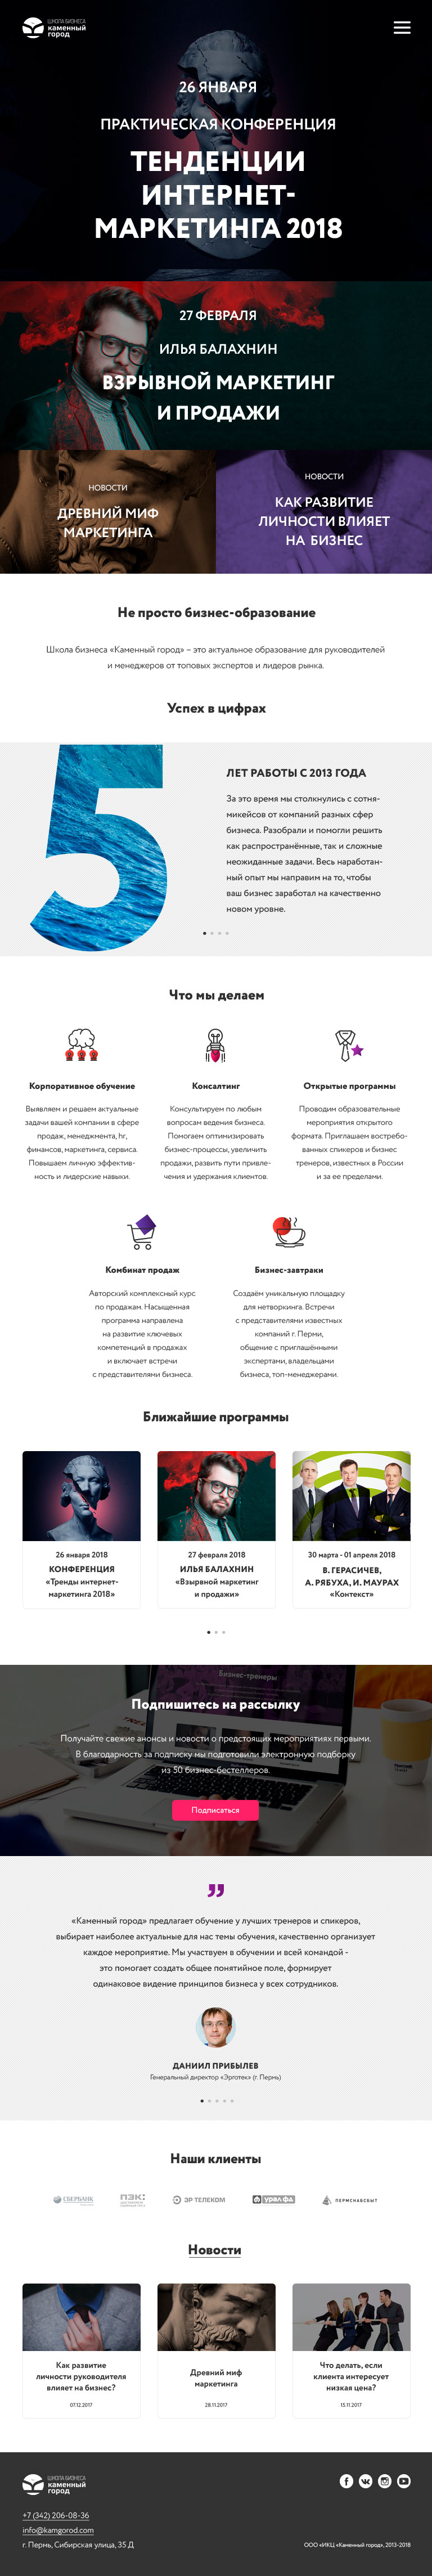 ШКОЛА БИЗНЕСА
каменный
город
26 ЯНВАРЯ
ПРАКТИЧЕСКАЯ КОНФЕРЕНЦИЯ
ТЕНДЕНЦИИ
ИНТЕРНЕТ-
МАРКЕТИНГА 2018
27 ФЕВРАЛЯ
ИЛЬЯ БАЛАХНИН
ВЗРЫВНОЙ МАРКЕТИНГ
И ПРОДАЖИ
НОВОСТИ
ДРЕВНИЙ МИФ
МАРКЕТИНГА
НОВОСТИ
КАК РАЗВИТИЕ
ЛИЧНОСТИ ВЛИЯЕТ
НА БИЗНЕС
Не просто бизнес-образование
Школа бизнеса «Каменный город» – это актуальное образование для руководителей
и менеджеров от топовых экспертов и лидеров рынка.
Успех в цифрах
5
ЛЕТ РАБОТЫ С 2013 ГОДА
За это время мы столкнулись с сотня-
микейсов от компаний разных сфер
бизнеса. Разобрали и помогли решить
как распространённые, так и сложные
неожиданные задачи. Весь наработан-
ный опыт мы направим на то, чтобы
ваш бизнес заработал на качественно
новом уровне.
Что мы делаем
Корпоративное обучение
Выявляем и решаем актуальные
задачи вашей компании в сфере
продаж, менеджмента, hr,
финансов, маркетинга, сервиса.
Повышаем личную эффектив-
ность и лидерские навыки.
Консалтинг
Консультируем по любым
вопросам ведения бизнеса.
Помогаем оптимизировать
бизнес-процессы, увеличить
продажи, развить пути привле-
чения и удержания клиентов.
Открытые программы
Проводим образовательные
мероприятия открытого
формата. Приглашаем востребо-
ванных спикеров и бизнес
тренеров, известных в России
и за ее пределами.
Комбинат продаж
Авторский комплексный курс
по продажам. Насыщенная
программа направлена
на развитие ключевых
компетенций в продажах
и включает встречи
с представителями бизнеса.
Бизнес-завтраки
Создаём уникальную площадку
для нетворкинга. Встречи
с представителями известных
компаний г. Перми,
общение с приглашёнными
экспертами, владельцами
бизнеса, топ-менеджерами.
Ближайшие программы
26 января 2018
КОНФЕРЕНЦИЯ
«Тренды интернет-
маркетинга 2018»
27 февраля 2018
ИЛЬЯ БАЛАХНИН
«Взрывной маркетинг
и продажи»
30 марта - 01 апреля 2018
В. ГЕРАСИЧЕВ,
А. РЯБУХА, И. МАУРАХ
«Контекст»
Бизнес-тренеры
Подпишитесь на рассылку
Получайте свежие анонсы и новости о предстоящих мероприятиях первыми.
В благодарность за подписку мы подготовили электронную подборку
из 50 бизнес-бестеллеров.
Подписаться
«Каменный город» предлагает обучение у лучших тренеров и спикеров,
выбирает наиболее актуальные для нас темы обучения, качественно организует
каждое мероприятие. Мы участвуем в обучении и всей командой -
это помогает создать общее понятийное поле, формирует
одинаковое видение принципов бизнеса у всех сотрудников.
ДАНИИЛ ПРИБЫЛЕВ
Генеральный директор «Эрготек» (г. Пермь)
Наши клиенты
СБЕРБАНК
ПЭК:
ЭР ТЕЛЕКОМ
урал фд
ПЕРМСНАБСБЫТ
Новости
Как развитие
личности руководителя
влияет на бизнес?
07.12.2017
Древний миф
маркетинга
28.11.2017
Что делать, если
клиента интересует
низкая цена?
15.11.2017
ШКОЛА БИЗНЕСА
каменный
город
+7 (342) 206-08-36
info@kamgorod.com
г. Пермь, Сибирская улица, 35 Д
ООО «ИКЦ «Каменный город», 2013-2018